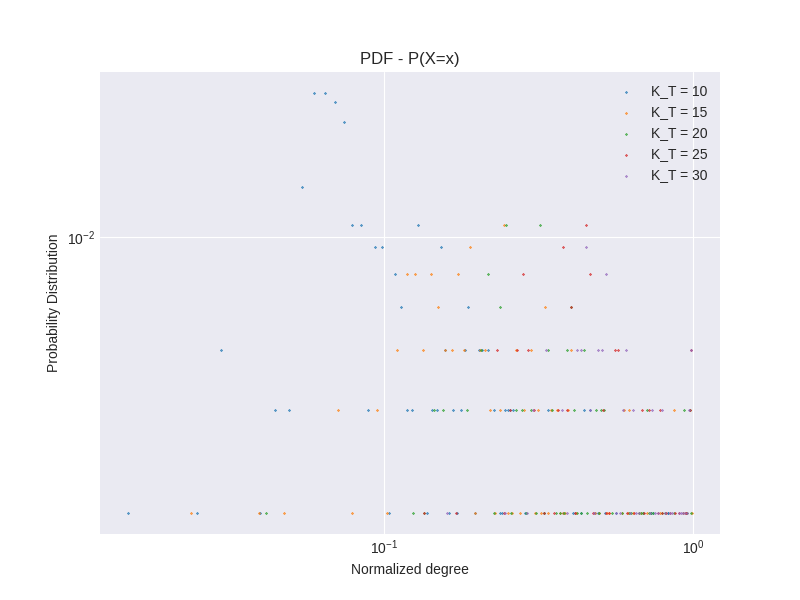 PDF - P(X=x)
K_T = 10
K_T = 15
K_T = 20
K_T = 25
K_T = 30
Probability Distribution
10⁻²
10⁻¹
10⁰
Normalized degree